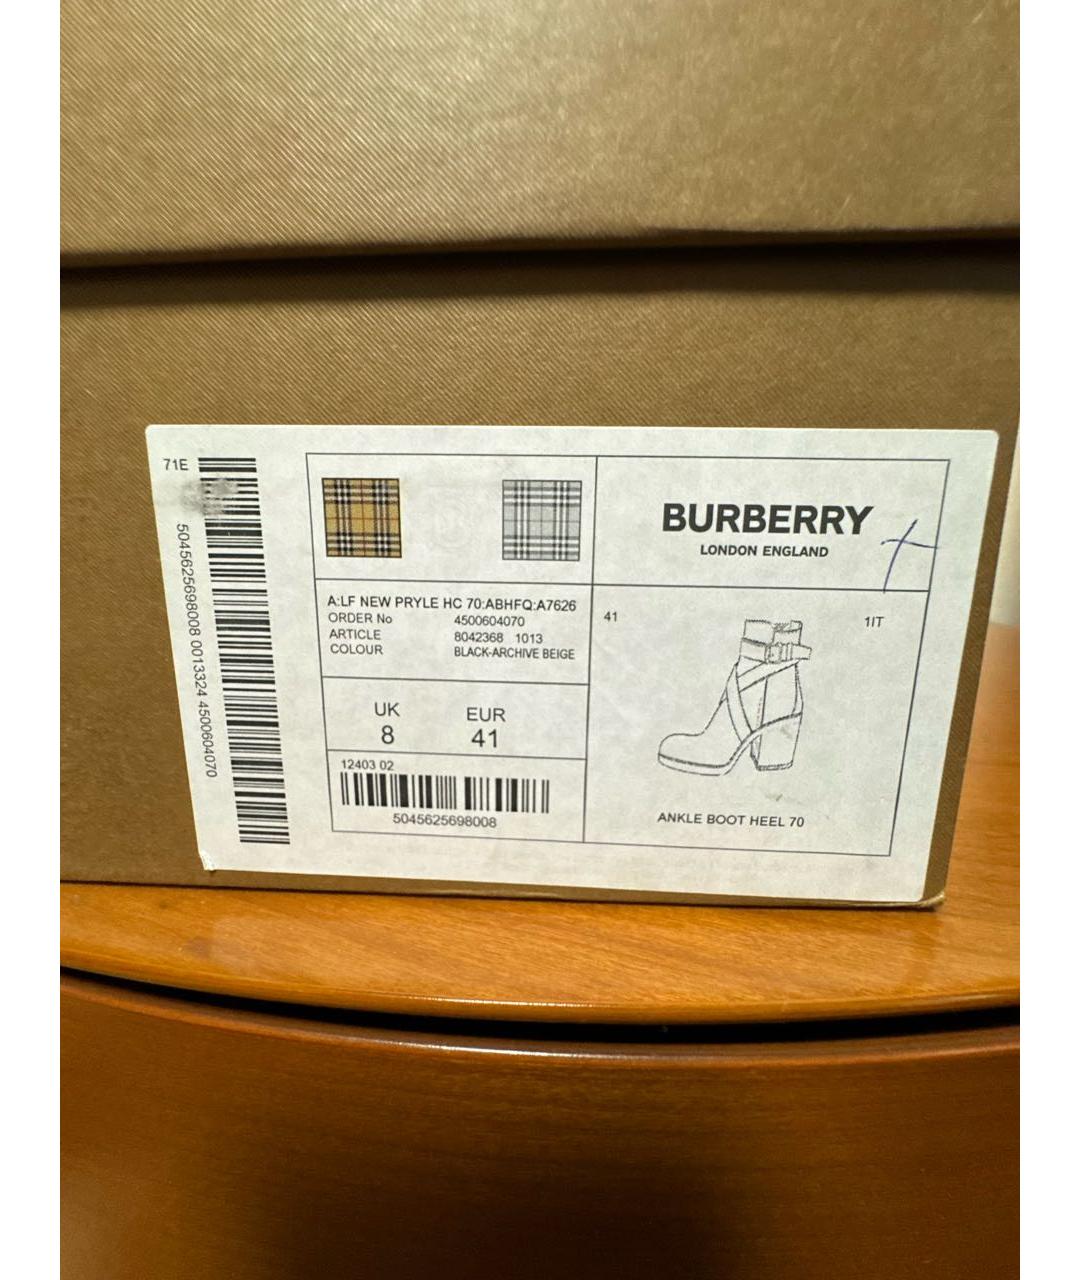 71E
5045625698008 0013324 4500604070
BURBERRY
LONDON ENGLAND
A:LF NEW PRYLE HC 70:ABHFQ:A7626
ORDER No 4500604070
ARTICLE 8042368 1013
COLOUR BLACK-ARCHIVE BEIGE
UK EUR
8 41
12403 02
5045625698008
41 1IT
ANKLE BOOT HEEL 70